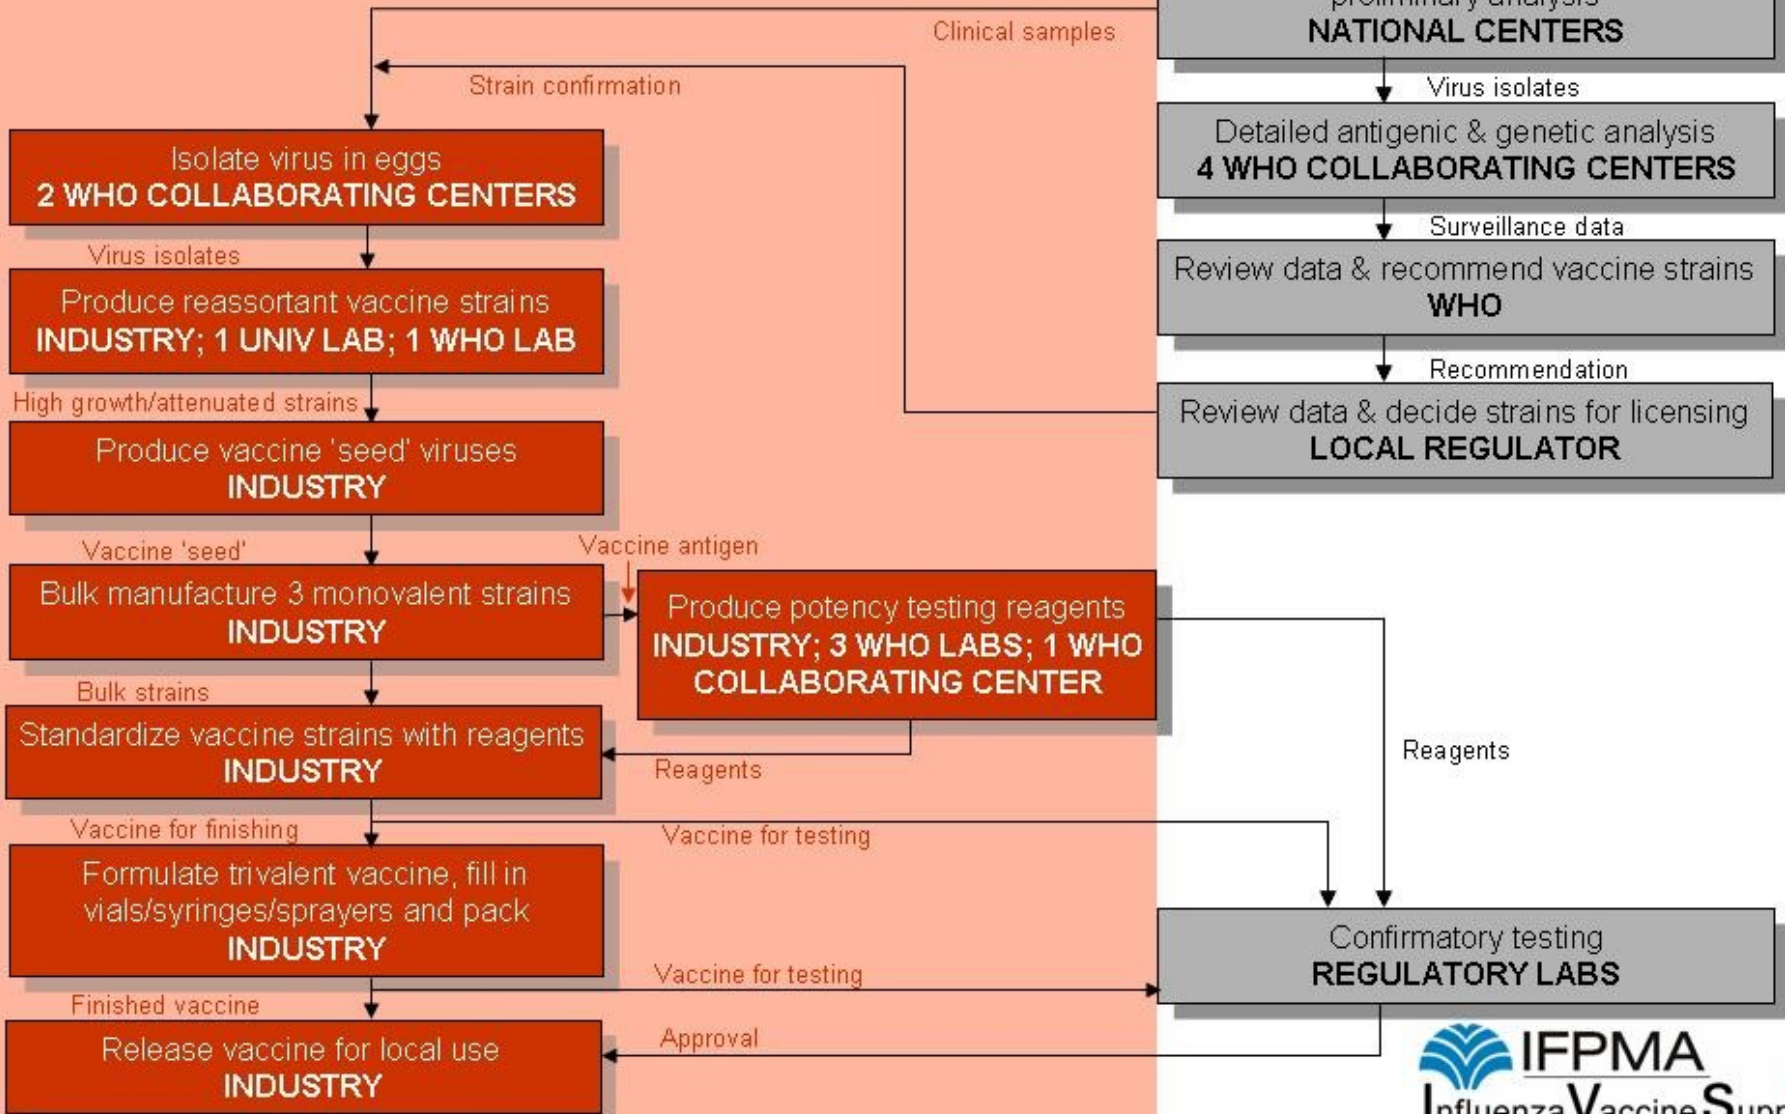 preliminary analysis
NATIONAL CENTERS
Clinical samples
Strain confirmation
Virus isolates
Detailed antigenic & genetic analysis
4 WHO COLLABORATING CENTERS
Surveillance data
Review data & recommend vaccine strains
WHO
Recommendation
Review data & decide strains for licensing
LOCAL REGULATOR
Isolate virus in eggs
2 WHO COLLABORATING CENTERS
Virus isolates
Produce reassortant vaccine strains
INDUSTRY; 1 UNIV LAB; 1 WHO LAB
High growth/attenuated strains
Produce vaccine 'seed' viruses
INDUSTRY
Vaccine 'seed'
Vaccine antigen
Bulk manufacture 3 monovalent strains
INDUSTRY
Produce potency testing reagents
INDUSTRY; 3 WHO LABS; 1 WHO
COLLABORATING CENTER
Bulk strains
Standardize vaccine strains with reagents
INDUSTRY
Reagents
Reagents
Vaccine for finishing
Vaccine for testing
Formulate trivalent vaccine, fill in
vials/syringes/sprayers and pack
INDUSTRY
Confirmatory testing
REGULATORY LABS
Vaccine for testing
Finished vaccine
Release vaccine for local use
INDUSTRY
Approval
IFPMA
Influenza Vaccine